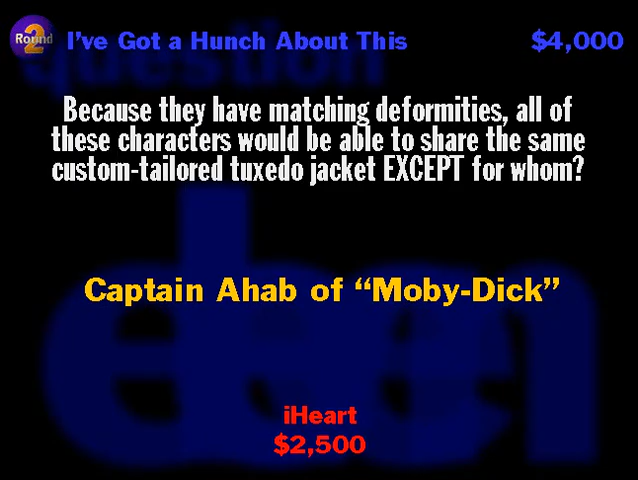 Round 2
I've Got a Hunch About This
$4,000
question
Because they have matching deformities, all of
these characters would be able to share the same
custom-tailored tuxedo jacket EXCEPT for whom?
Captain Ahab of “Moby-Dick”
iHeart
$2,500